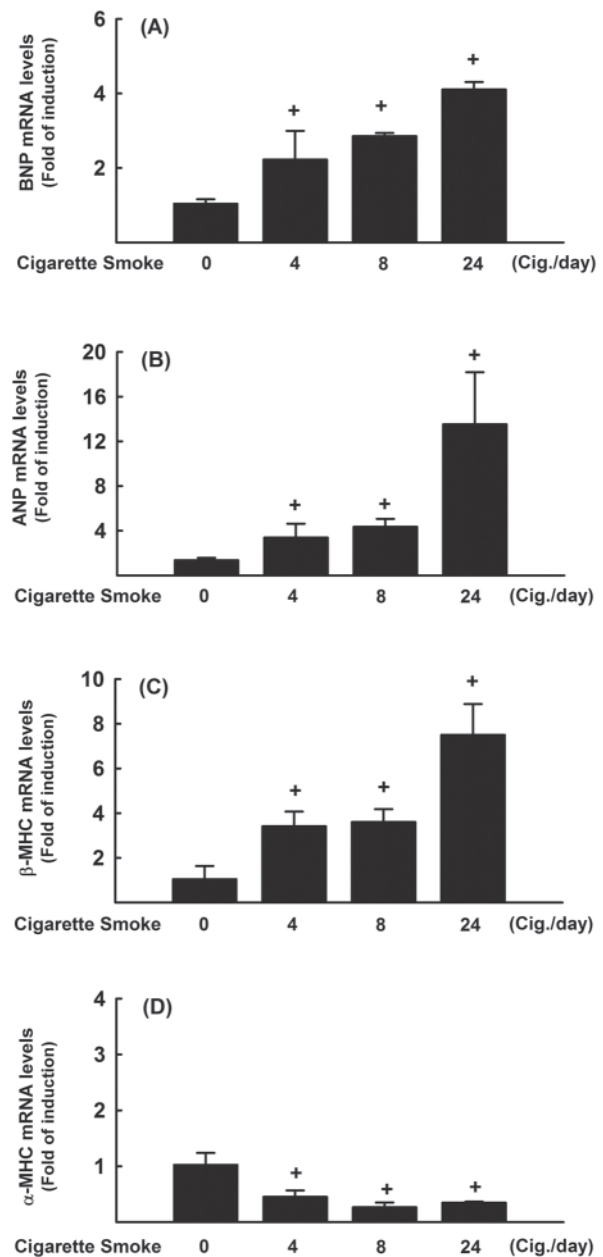 (A)
BNP mRNA levels
(Fold of induction)
6
4
2
+ + +
Cigarette Smoke 0 4 8 24 (Cig./day)
(B)
ANP mRNA levels
(Fold of induction)
20
16
12
8
4
+ + +
Cigarette Smoke 0 4 8 24 (Cig./day)
(C)
β-MHC mRNA levels
(Fold of induction)
10
8
6
4
2
+ + +
Cigarette Smoke 0 4 8 24 (Cig./day)
(D)
α-MHC mRNA levels
(Fold of induction)
4
3
2
1
+ + +
Cigarette Smoke 0 4 8 24 (Cig./day)